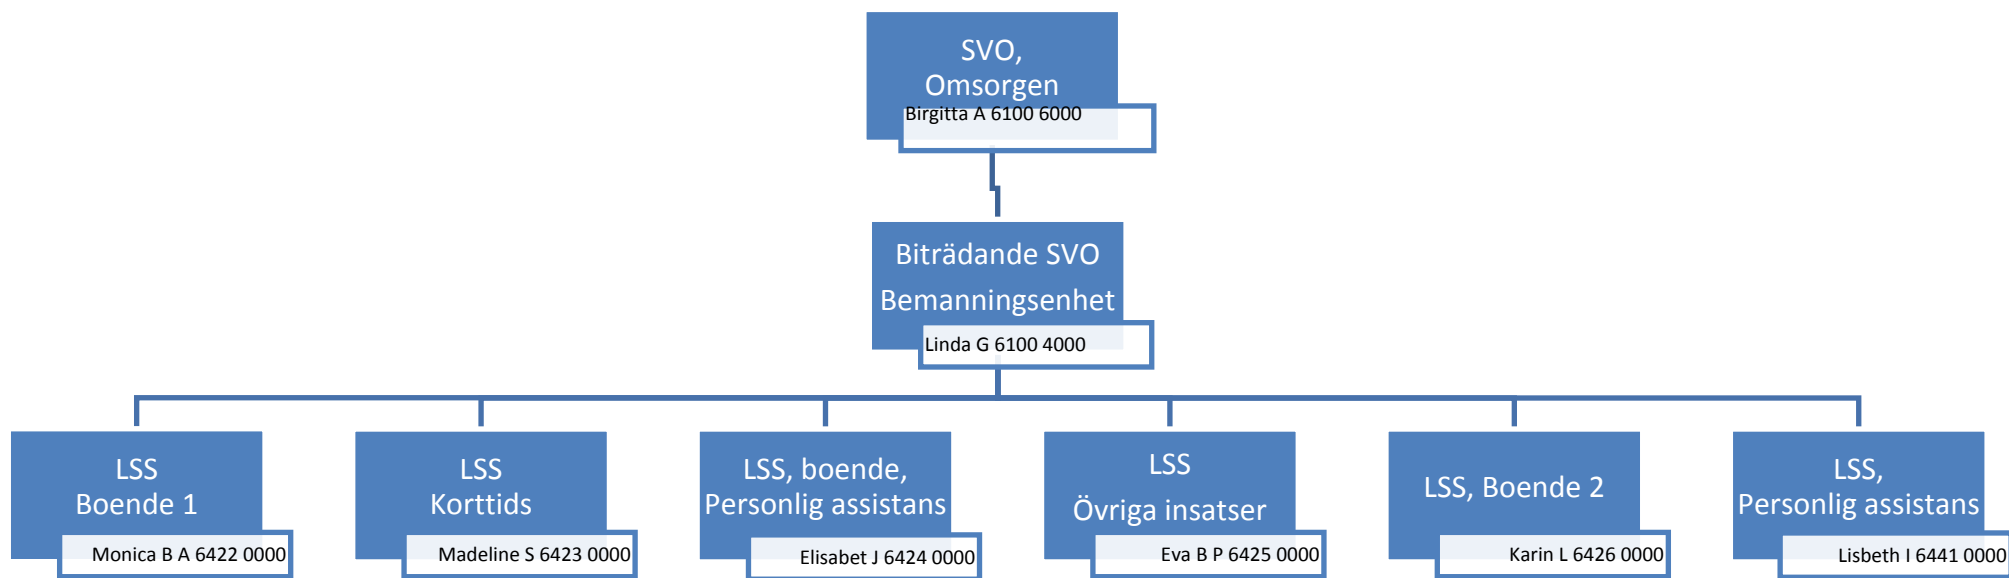 SVO,
Omsorgen
Birgitta A 6100 6000
Biträdande SVO
Bemanningsenhet
Linda G 6100 4000
LSS
Boende 1
Monica B A 6422 0000
LSS
Korttids
Madeline S 6423 0000
LSS, boende,
Personlig assistans
Elisabet J 6424 0000
LSS
Övriga insatser
Eva B P 6425 0000
LSS, Boende 2
Karin L 6426 0000
LSS,
Personlig assistans
Lisbeth I 6441 0000